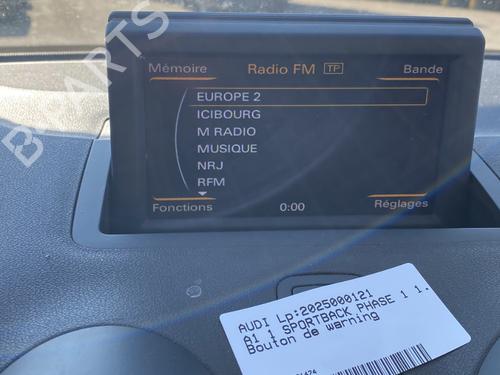 Mémoire Radio FM TP Bande
EUROPE 2
ICIBOURG
M RADIO
MUSIQUE
NRJ
RFM
Fonctions 0:00 Réglages
AUDI Lp:2025000121
A1 1 SPORTBACK PHASE 1 1.
Bouton de warning